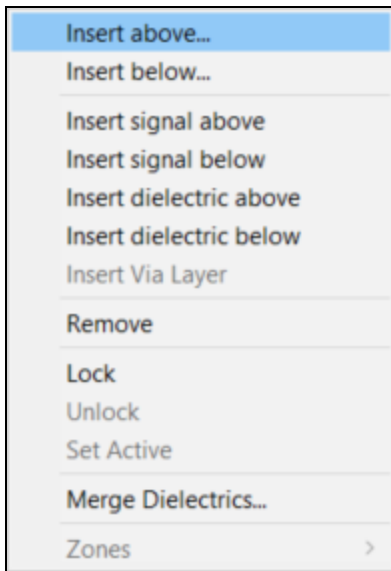 Insert above...
Insert below...
Insert signal above
Insert signal below
Insert dielectric above
Insert dielectric below
Insert Via Layer
Remove
Lock
Unlock
Set Active
Merge Dielectrics...
Zones